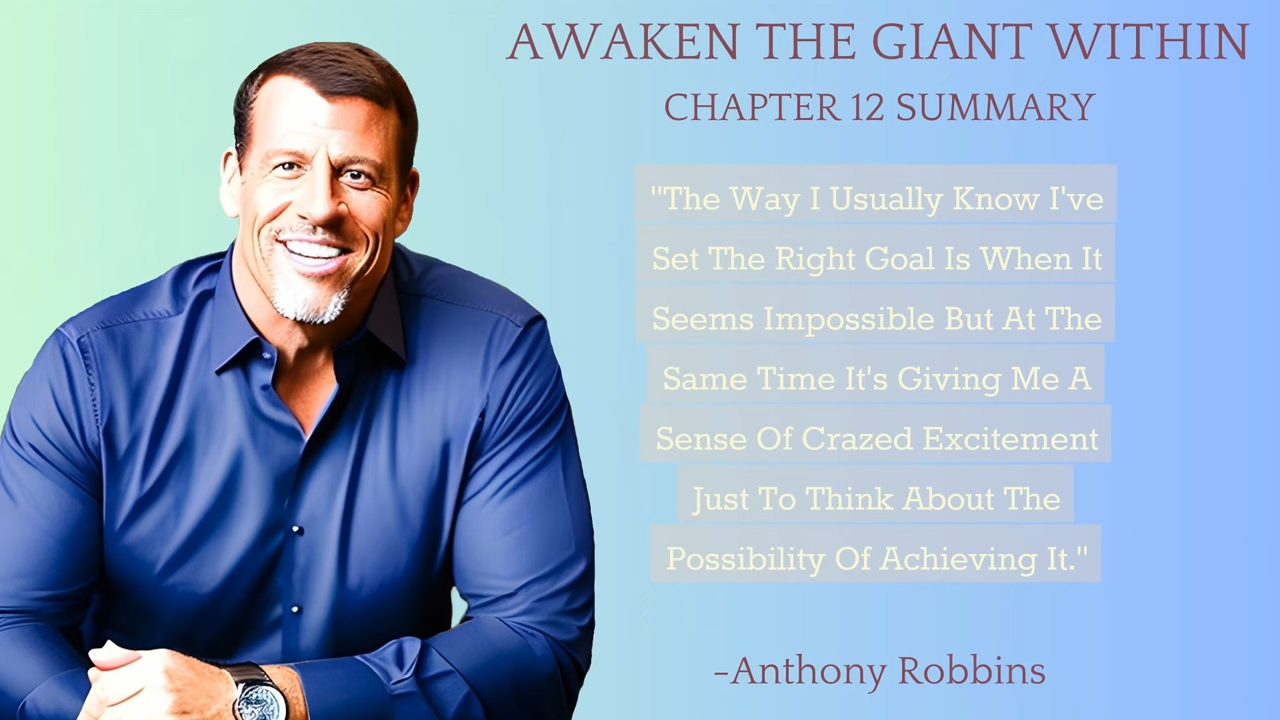 AWAKEN THE GIANT WITHIN
CHAPTER 12 SUMMARY
"The Way I Usually Know I've
Set The Right Goal Is When It
Seems Impossible But At The
Same Time It's Giving Me A
Sense Of Crazed Excitement
Just To Think About The
Possibility Of Achieving It."
-Anthony Robbins